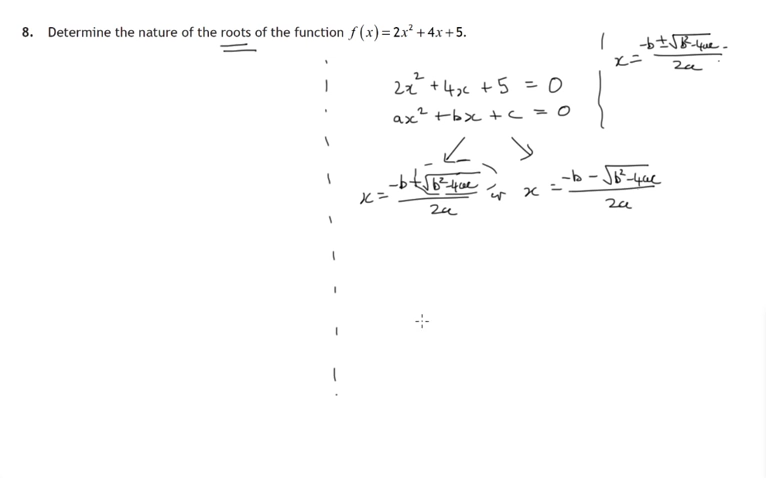 8. Determine the nature of the roots of the function f(x) = 2x² + 4x + 5.
x = (-b ± √(b² - 4ac)) / 2a
2x² + 4x + 5 = 0
ax² + bx + c = 0
x = (-b + √(b² - 4ac)) / 2a or x = (-b - √(b² - 4ac)) / 2a